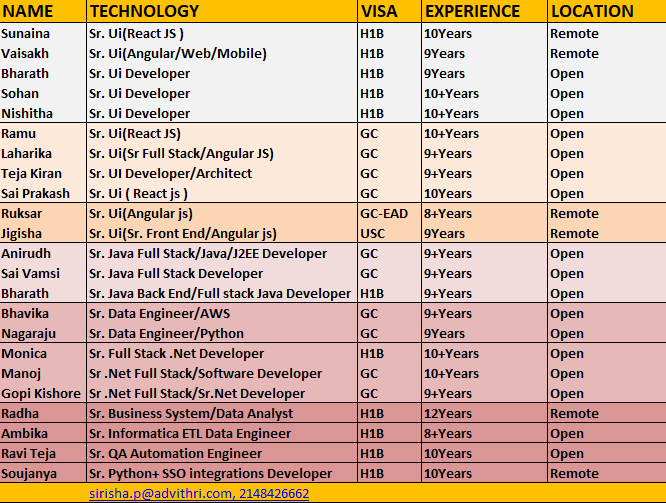 NAME TECHNOLOGY VISA EXPERIENCE LOCATION
Sunaina Sr. Ui(React JS ) H1B 10Years Remote
Vaisakh Sr. Ui(Angular/Web/Mobile) H1B 9Years Remote
Bharath Sr. Ui Developer H1B 9Years Open
Sohan Sr. Ui Developer H1B 10+Years Open
Nishitha Sr. Ui Developer H1B 10+Years Open
Ramu Sr. Ui(React JS) GC 10+Years Open
Laharika Sr. Ui(Sr Full Stack/Angular JS) GC 9+Years Open
Teja Kiran Sr. UI Developer/Architect GC 9+Years Open
Sai Prakash Sr. Ui ( React js ) GC 10Years Open
Ruksar Sr. Ui(Angular js) GC-EAD 8+Years Remote
Jigisha Sr. Ui(Sr. Front End/Angular js) USC 9Years Remote
Anirudh Sr. Java Full Stack/Java/J2EE Developer GC 9+Years Open
Sai Vamsi Sr. Java Full Stack Developer GC 9+Years Open
Bharath Sr. Java Back End/Full stack Java Developer H1B 9+Years Open
Bhavika Sr. Data Engineer/AWS GC 9+Years Open
Nagaraju Sr. Data Engineer/Python GC 9Years Open
Monica Sr. Full Stack .Net Developer H1B 10+Years Open
Manoj Sr .Net Full Stack/Software Developer GC 10+Years Open
Gopi Kishore Sr .Net Full Stack/Sr.Net Developer GC 9+Years Open
Radha Sr. Business System/Data Analyst H1B 12Years Remote
Ambika Sr. Informatica ETL Data Engineer H1B 8+Years Open
Ravi Teja Sr. QA Automation Engineer H1B 10Years Open
Soujanya Sr. Python+ SSO integrations Developer H1B 10Years Remote
sirisha.p@advithri.com, 2148426662